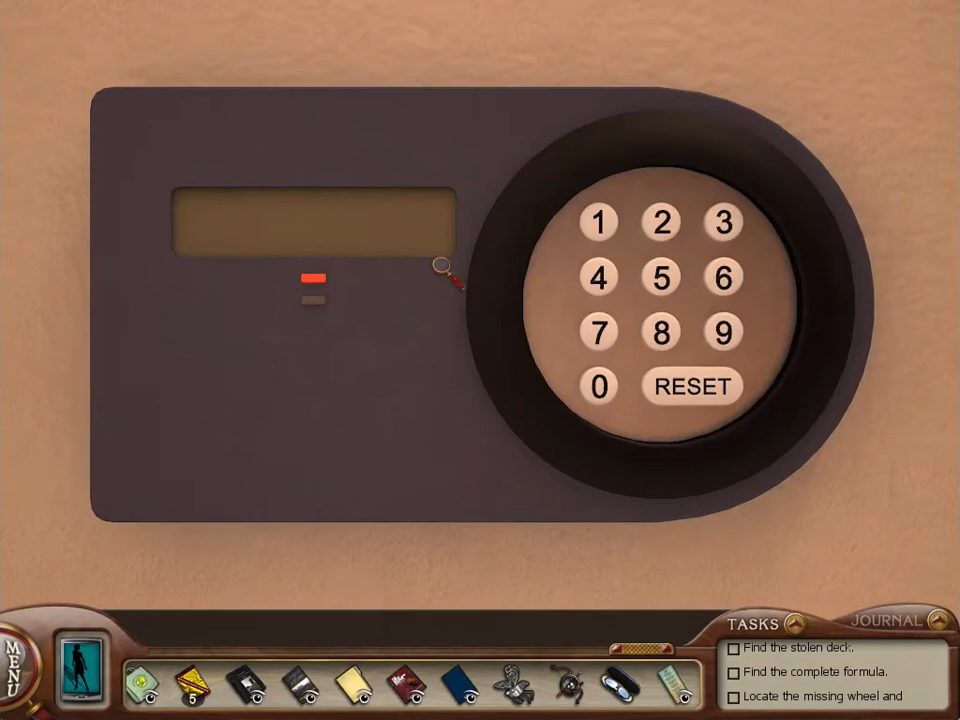 1 2 3
4 5 6
7 8 9
0 RESET
MENU
5
TASKS
JOURNAL
Find the stolen deck.
Find the complete formula.
Locate the missing wheel and